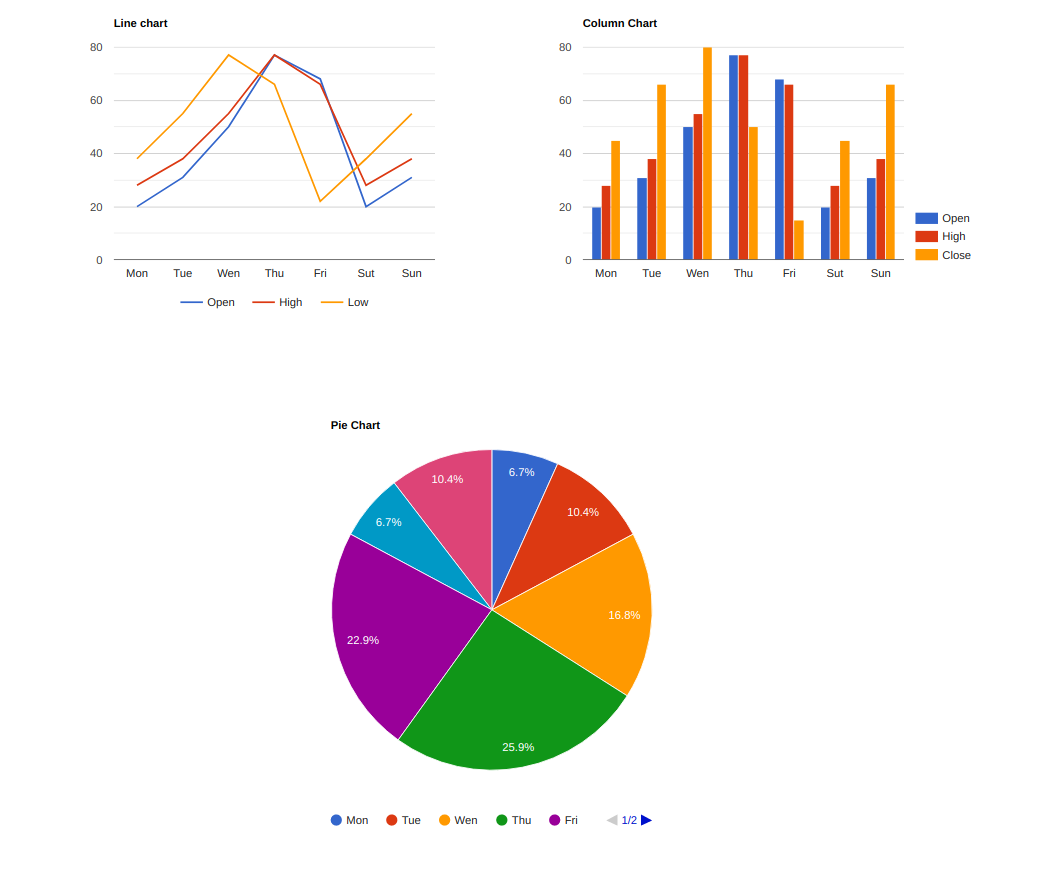 Line chart
80
60
40
20
0
Mon Tue Wen Thu Fri Sut Sun
Open High Low
Column Chart
80
60
40
20
0
Mon Tue Wen Thu Fri Sut Sun
Open
High
Close
Pie Chart
10.4% 6.7%
6.7% 10.4%
16.8%
22.9%
25.9%
Mon Tue Wen Thu Fri 1/2